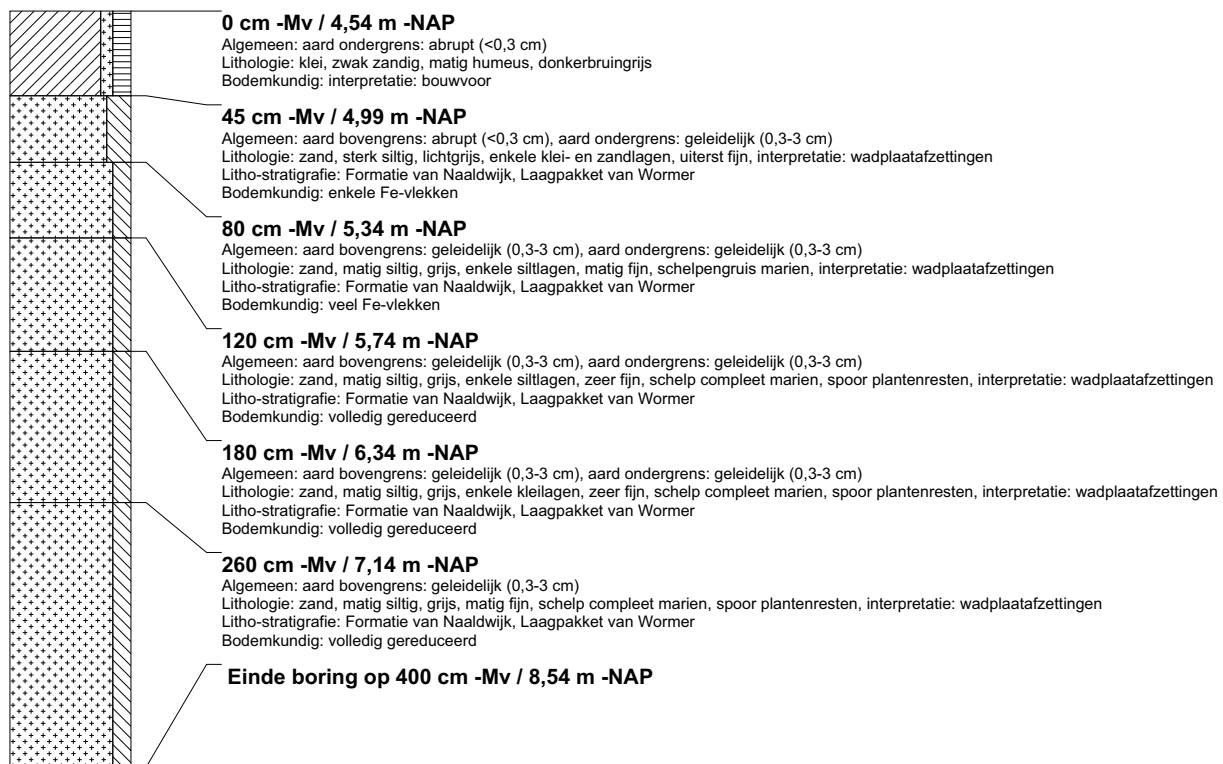 0 cm -Mv / 4,54 m -NAP
Algemeen: aard ondergrens: abrupt (<0,3 cm)
Lithologie: klei, zwak zandig, matig humeus, donkerbruingrijs
Bodemkundig: interpretatie: bouwvoor
45 cm -Mv / 4,99 m -NAP
Algemeen: aard bovengrens: abrupt (<0,3 cm), aard ondergrens: geleidelijk (0,3-3 cm)
Lithologie: zand, sterk siltig, lichtgrijs, enkele klei- en zandlagen, uiterst fijn, interpretatie: wadplaatafzettingen
Litho-stratigrafie: Formatie van Naaldwijk, Laagpakket van Wormer
Bodemkundig: enkele Fe-vlekken
80 cm -Mv / 5,34 m -NAP
Algemeen: aard bovengrens: geleidelijk (0,3-3 cm), aard ondergrens: geleidelijk (0,3-3 cm)
Lithologie: zand, matig siltig, grijs, enkele siltlagen, matig fijn, schelpengruis marien, interpretatie: wadplaatafzettingen
Litho-stratigrafie: Formatie van Naaldwijk, Laagpakket van Wormer
Bodemkundig: veel Fe-vlekken
120 cm -Mv / 5,74 m -NAP
Algemeen: aard bovengrens: geleidelijk (0,3-3 cm), aard ondergrens: geleidelijk (0,3-3 cm)
Lithologie: zand, matig siltig, grijs, enkele siltlagen, zeer fijn, schelp compleet marien, spoor plantenresten, interpretatie: wadplaatafzettingen
Litho-stratigrafie: Formatie van Naaldwijk, Laagpakket van Wormer
Bodemkundig: volledig gereduceerd
180 cm -Mv / 6,34 m -NAP
Algemeen: aard bovengrens: geleidelijk (0,3-3 cm), aard ondergrens: geleidelijk (0,3-3 cm)
Lithologie: zand, matig siltig, grijs, enkele kleilagen, zeer fijn, schelp compleet marien, spoor plantenresten, interpretatie: wadplaatafzettingen
Litho-stratigrafie: Formatie van Naaldwijk, Laagpakket van Wormer
Bodemkundig: volledig gereduceerd
260 cm -Mv / 7,14 m -NAP
Algemeen: aard bovengrens: geleidelijk (0,3-3 cm)
Lithologie: zand, matig siltig, grijs, matig fijn, schelp compleet marien, spoor plantenresten, interpretatie: wadplaatafzettingen
Litho-stratigrafie: Formatie van Naaldwijk, Laagpakket van Wormer
Bodemkundig: volledig gereduceerd
Einde boring op 400 cm -Mv / 8,54 m -NAP